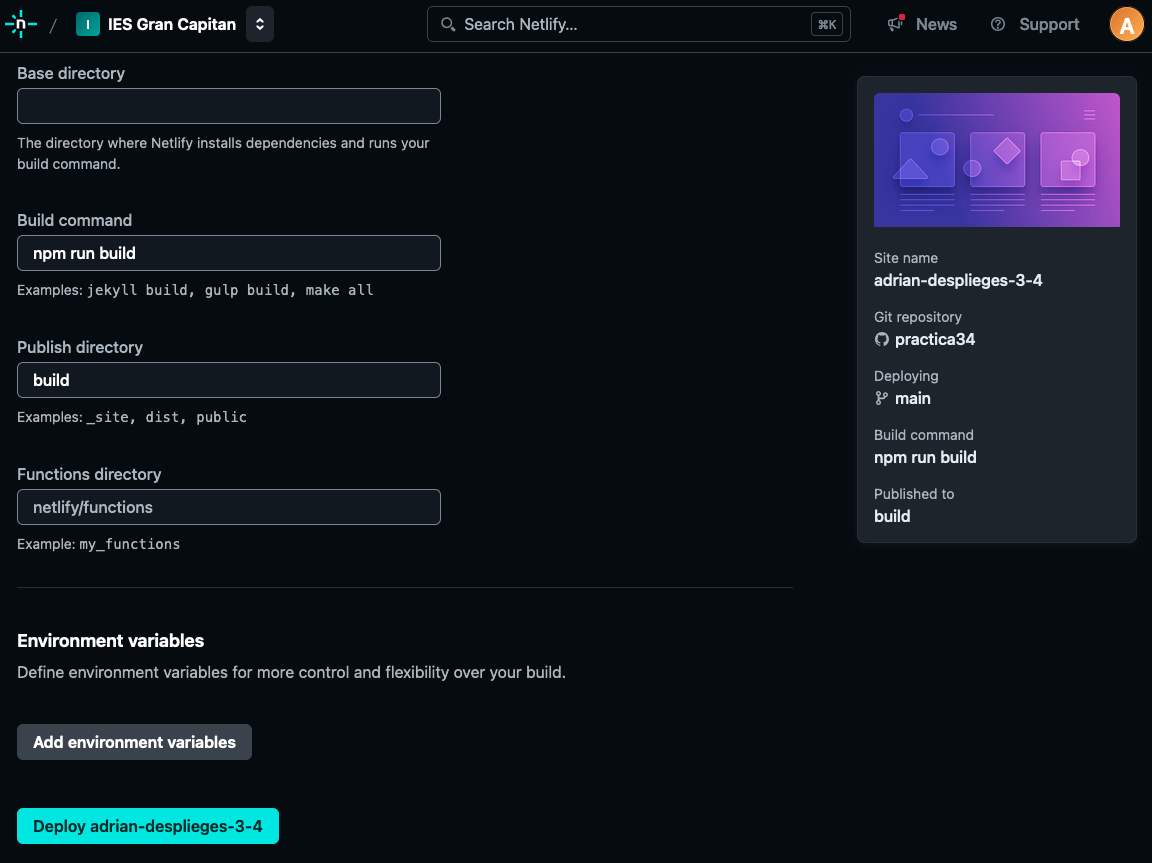 n / I IES Gran Capitan
Search Netlify... ⌘K
News
Support
A
Base directory
The directory where Netlify installs dependencies and runs your
build command.
Build command
npm run build
Examples: jekyll build, gulp build, make all
Publish directory
build
Examples: _site, dist, public
Functions directory
netlify/functions
Example: my_functions
Environment variables
Define environment variables for more control and flexibility over your build.
Add environment variables
Deploy adrian-desplieges-3-4
Site name
adrian-desplieges-3-4
Git repository
practica34
Deploying
main
Build command
npm run build
Published to
build